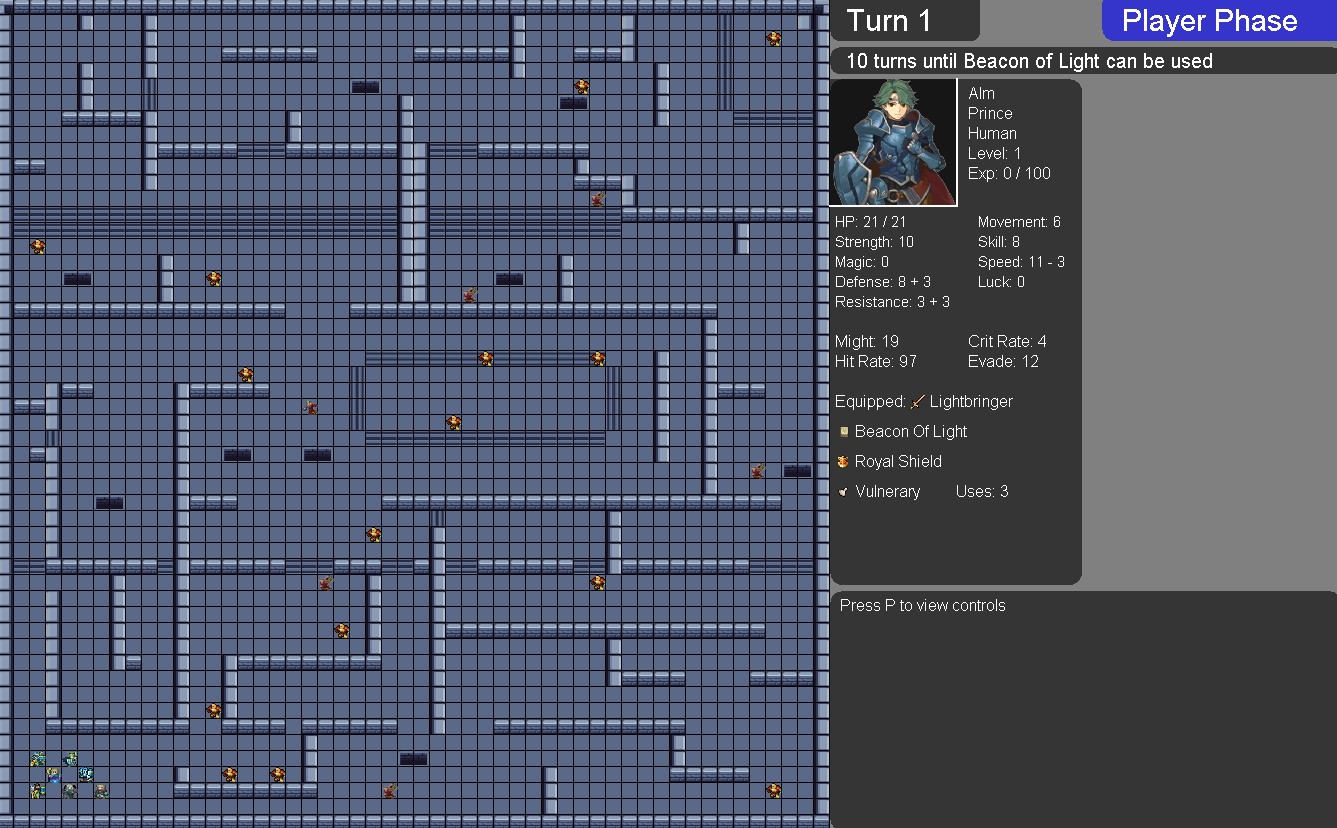 Turn 1
Player Phase
10 turns until Beacon of Light can be used
Alm
Prince
Human
Level: 1
Exp: 0 / 100
HP: 21 / 21 Movement: 6
Strength: 10 Skill: 8
Magic: 0 Speed: 11 - 3
Defense: 8 + 3 Luck: 0
Resistance: 3 + 3
Might: 19 Crit Rate: 4
Hit Rate: 97 Evade: 12
Equipped: Lightbringer
Beacon Of Light
Royal Shield
Vulnerary Uses: 3
Press P to view controls